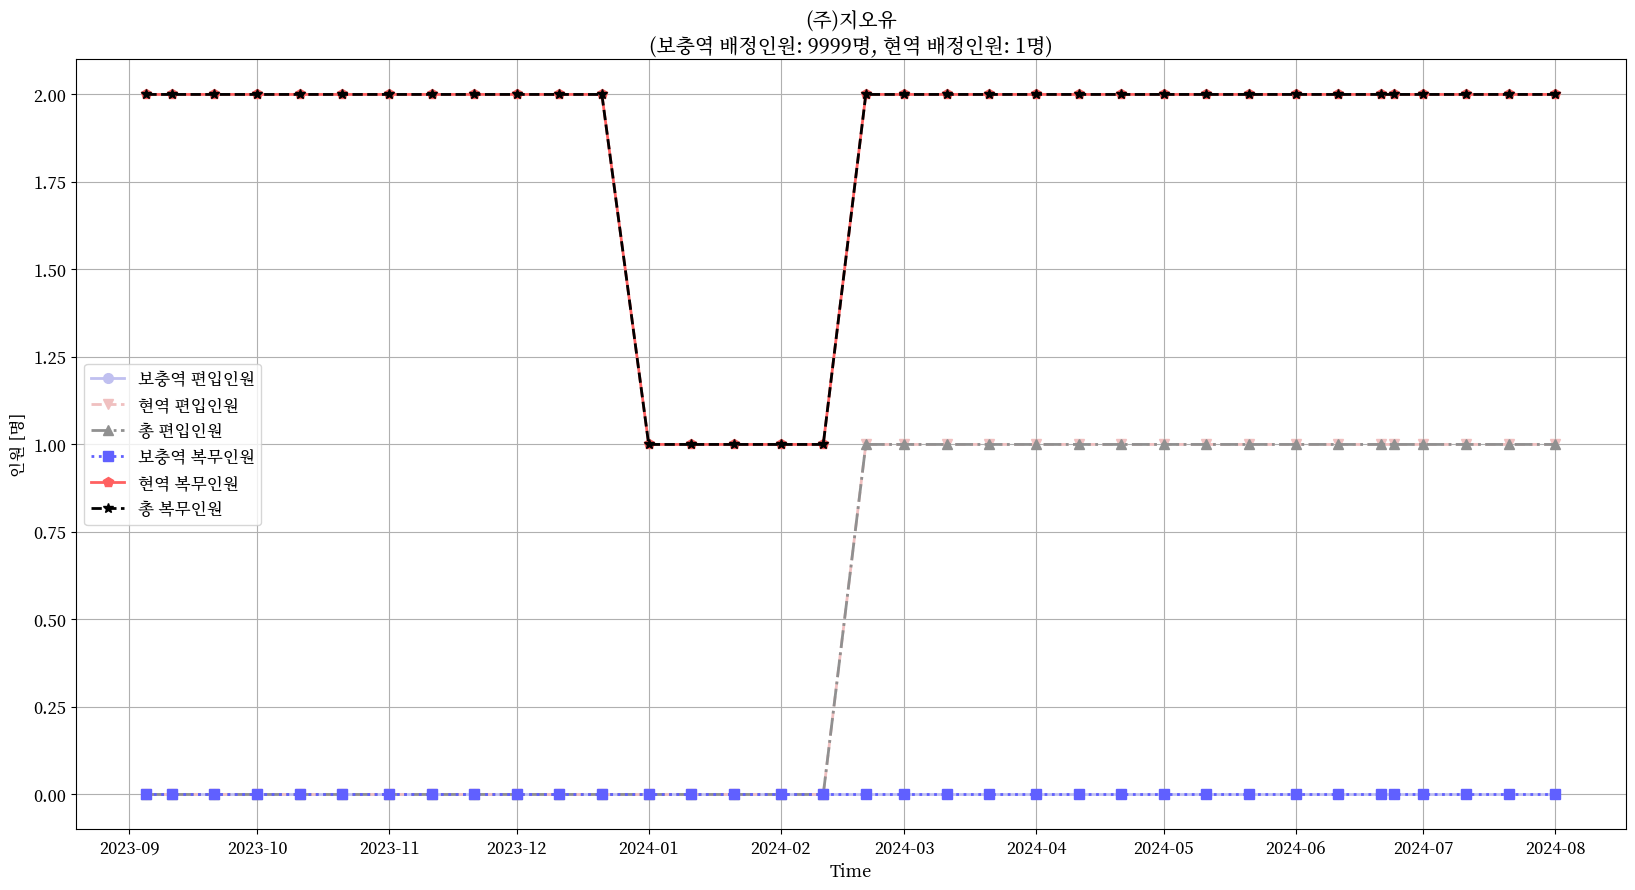 (주)지오유
(보충역 배정인원: 9999명, 현역 배정인원: 1명)
2.00
1.75
1.50
1.25
1.00
0.75
0.50
0.25
0.00
인원 [명]
보충역 편입인원
현역 편입인원
총 편입인원
보충역 복무인원
현역 복무인원
총 복무인원
2023-09 2023-10 2023-11 2023-12 2024-01 2024-02 2024-03 2024-04 2024-05 2024-06 2024-07 2024-08
Time